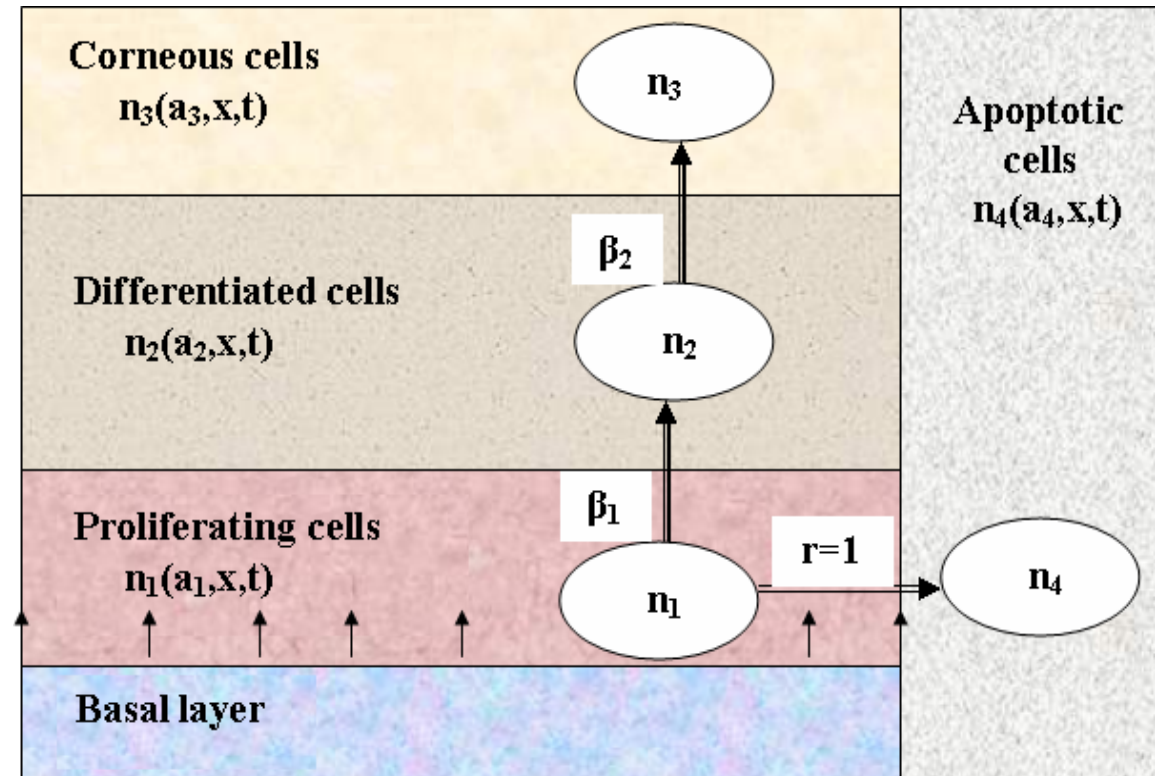 Corneous cells
n₃(a₃,x,t)
n₃
Apoptotic
cells
n₄(a₄,x,t)
β₂
Differentiated cells
n₂(a₂,x,t)
n₂
β₁
Proliferating cells
n₁(a₁,x,t)
r=1
n₁
n₄
Basal layer